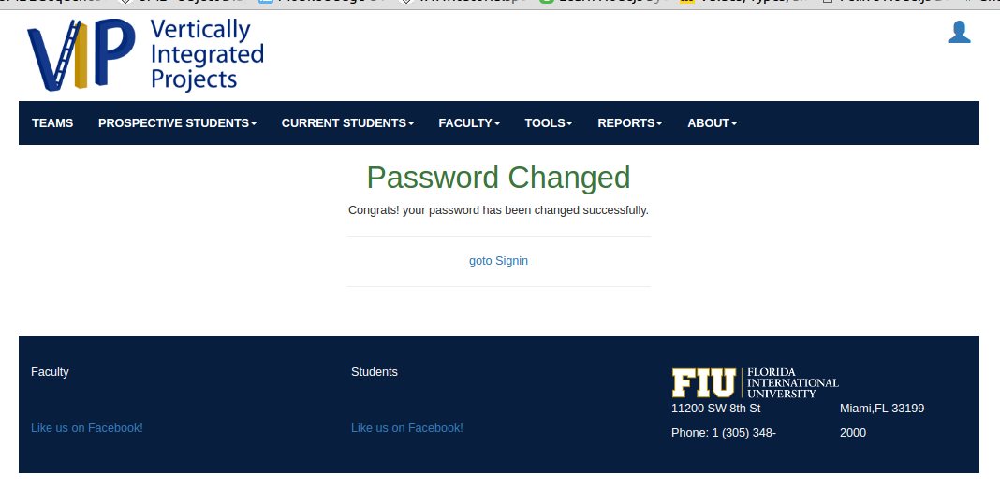 VIP Vertically
Integrated
Projects
TEAMS PROSPECTIVE STUDENTS CURRENT STUDENTS FACULTY TOOLS REPORTS ABOUT
Password Changed
Congrats! your password has been changed successfully.
goto Signin
Faculty Students
FIU FLORIDA
INTERNATIONAL
UNIVERSITY
11200 SW 8th St Miami,FL 33199
Like us on Facebook! Like us on Facebook!
Phone: 1 (305) 348- 2000